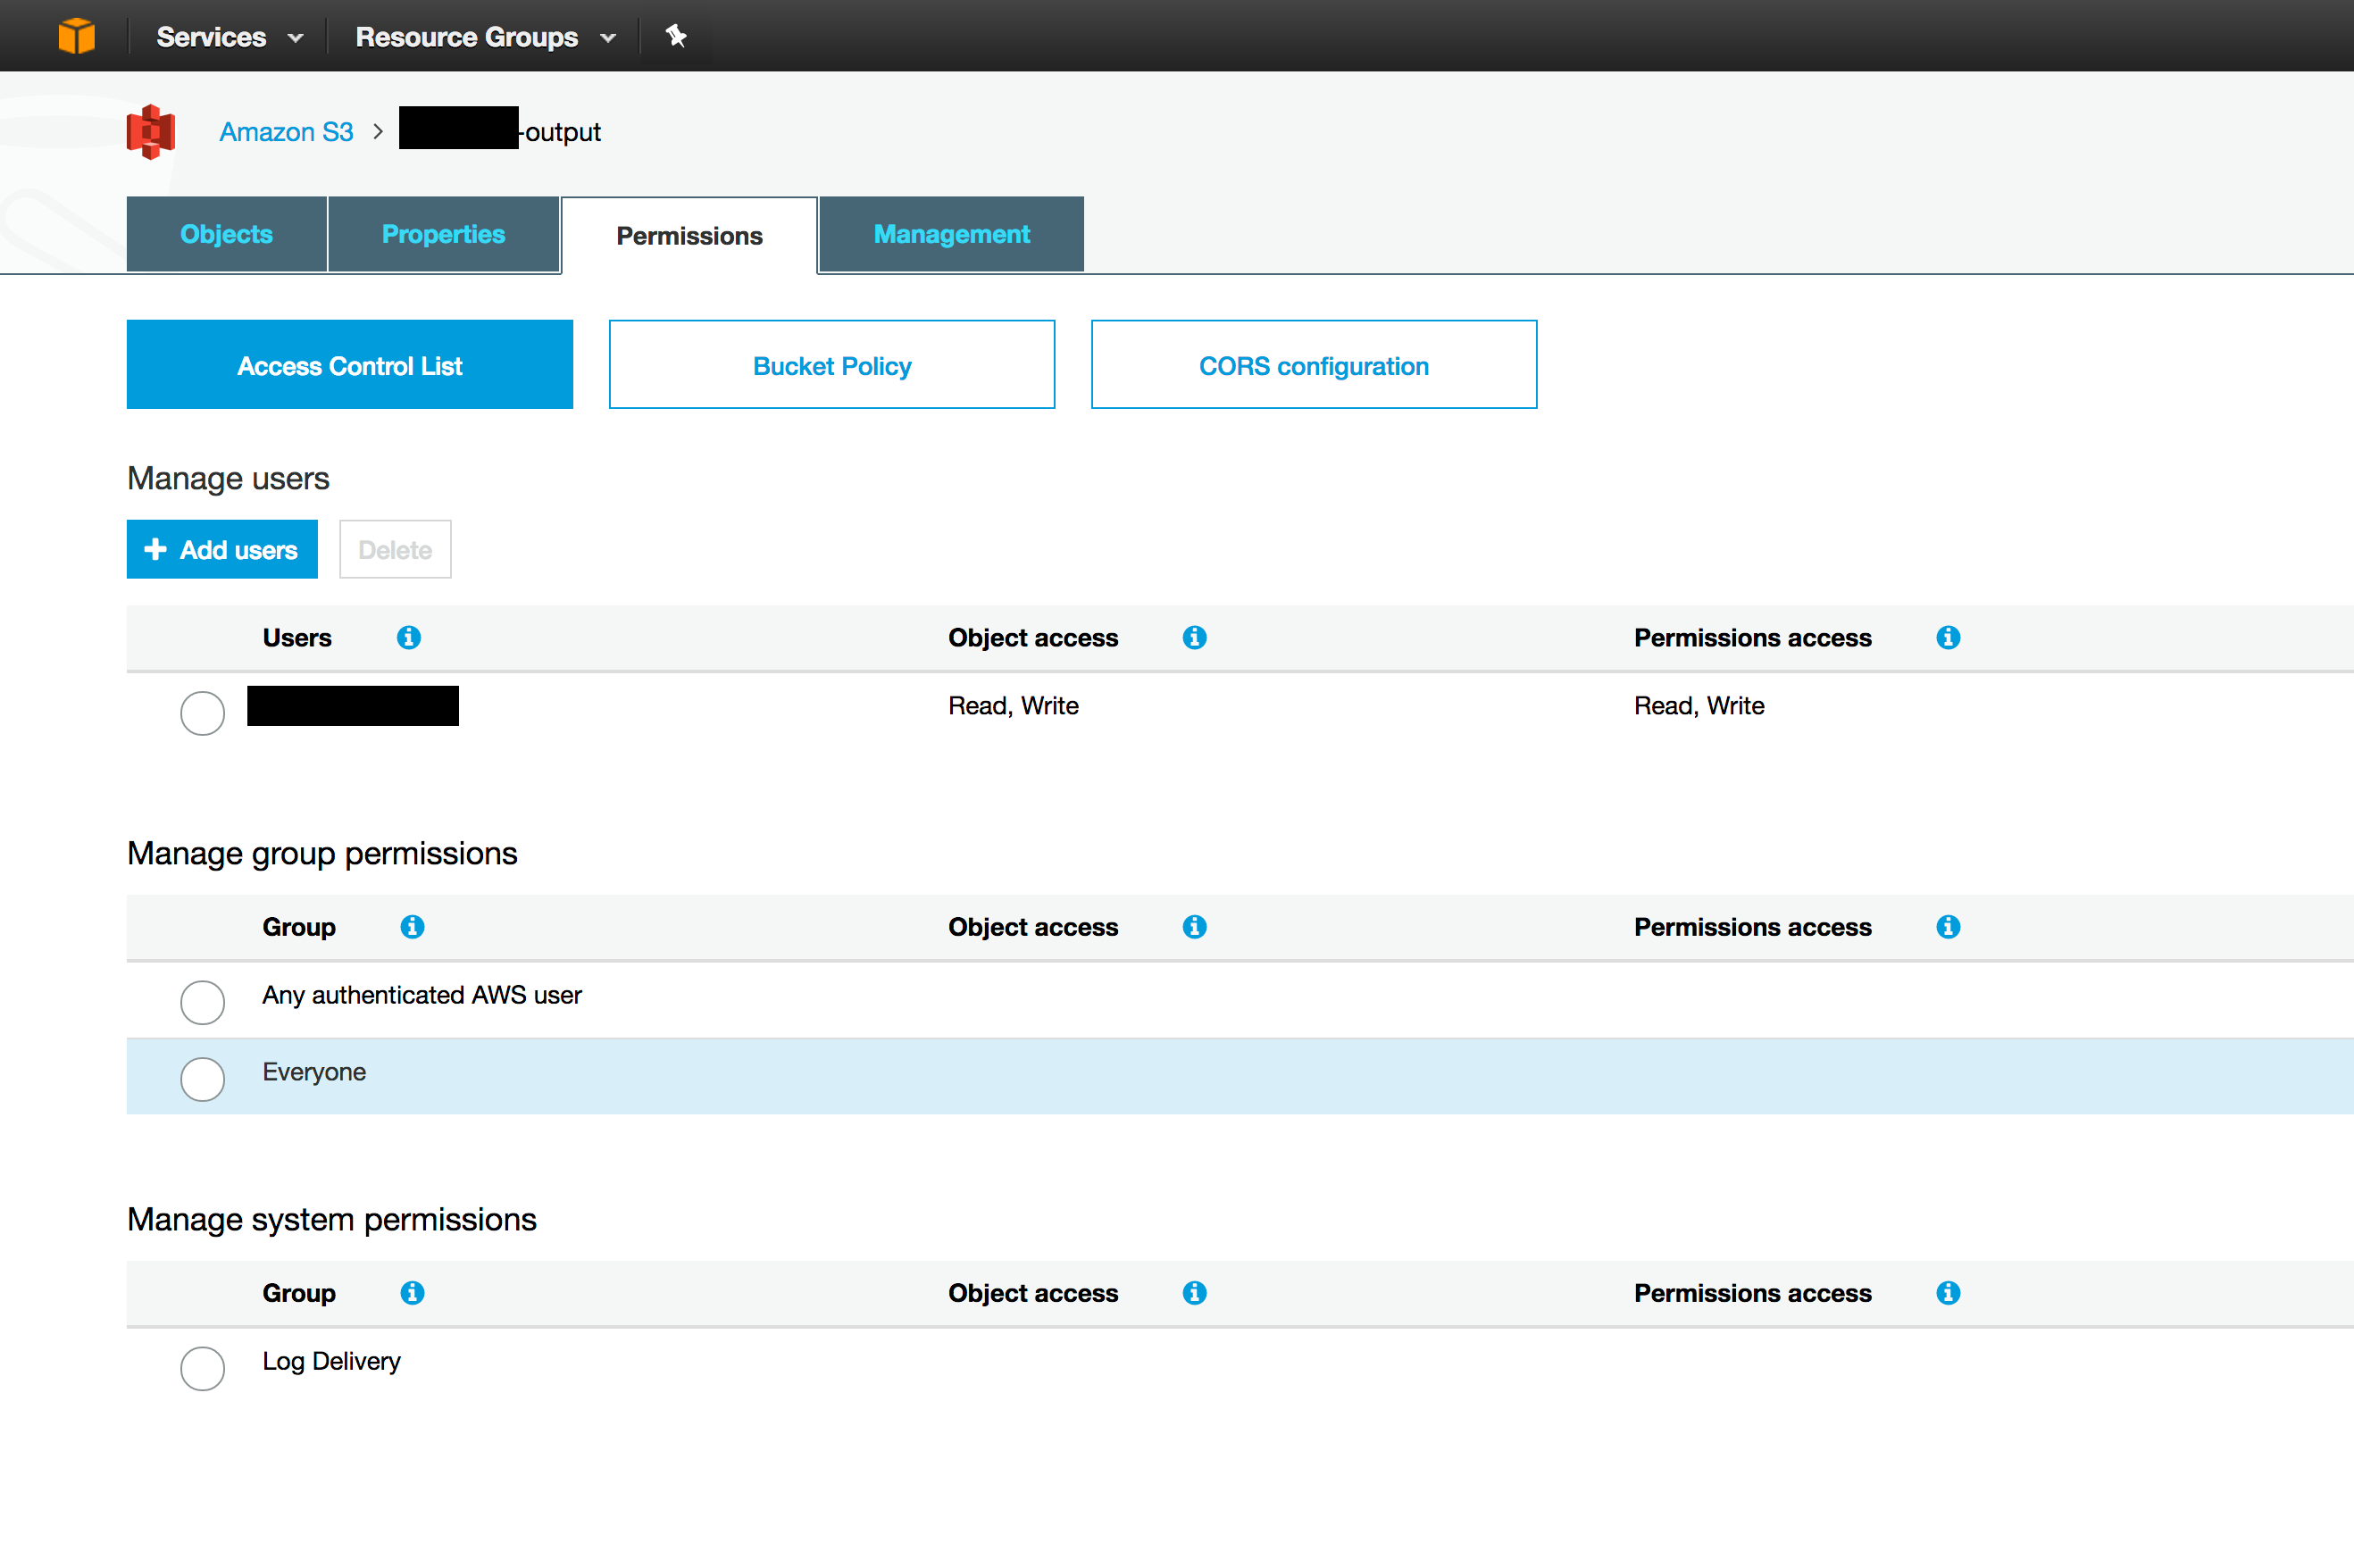 Services Resource Groups
Amazon S3 > -output
Objects Properties Permissions Management
Access Control List Bucket Policy CORS configuration
Manage users
Add users Delete
Users Object access Permissions access
Read, Write Read, Write
Manage group permissions
Group Object access Permissions access
Any authenticated AWS user
Everyone
Manage system permissions
Group Object access Permissions access
Log Delivery